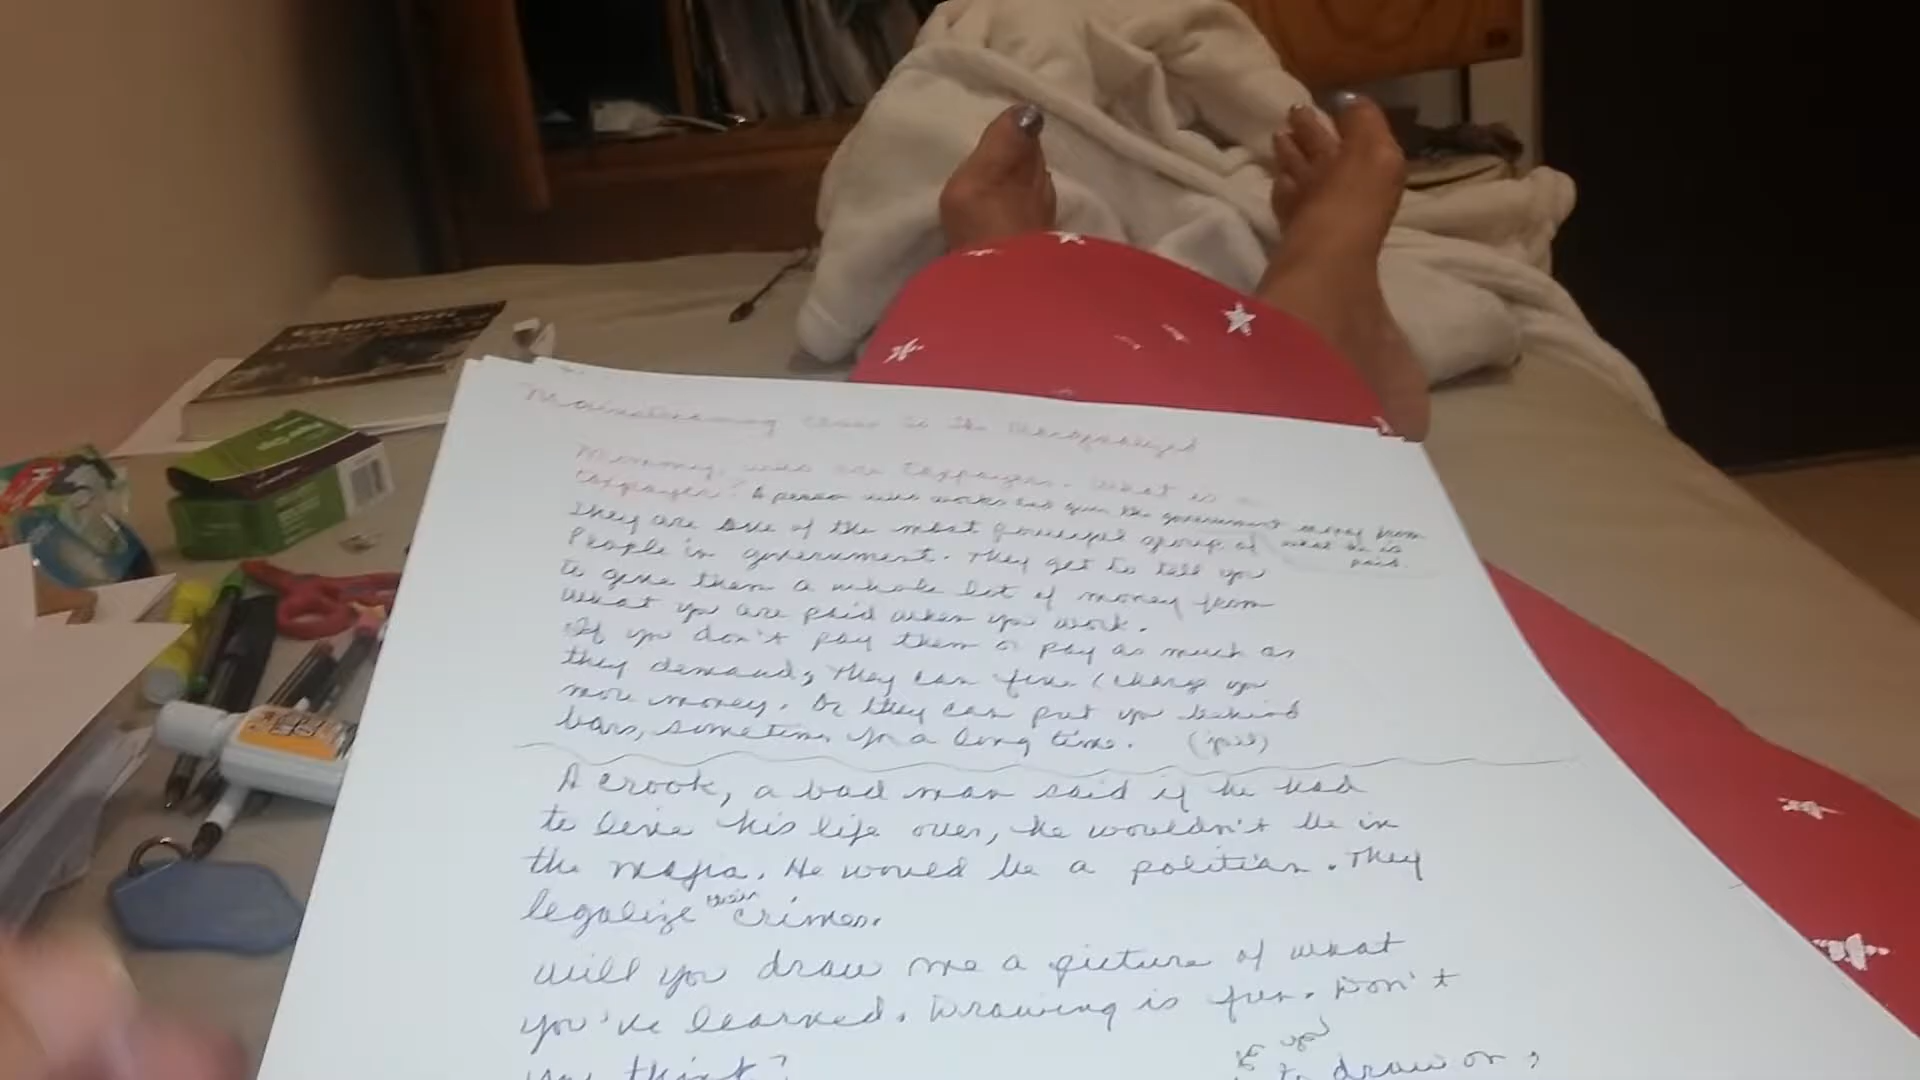 Mainstreaming
Mommy, who are taxpayers. What is a
taxpayer? A person who works and gives the government money from
what he is
paid.
They are one of the most powerful group of
People in government. They get to tell you
to give them a whole lot of money from
what you are paid when you work.
If you don't pay them or pay as much as
they demand, They can fine (charge you
more money. Or they can put you behind
bars, sometimes for a long time. (jail)
A crook, a bad man said if he had
to live his life over, he wouldn't be in
the mafia. He would be a politian. They
legalize their crimes.
Will you draw me a picture of what
you've learned. Drawing is fun. Don't
you think?
to draw on,